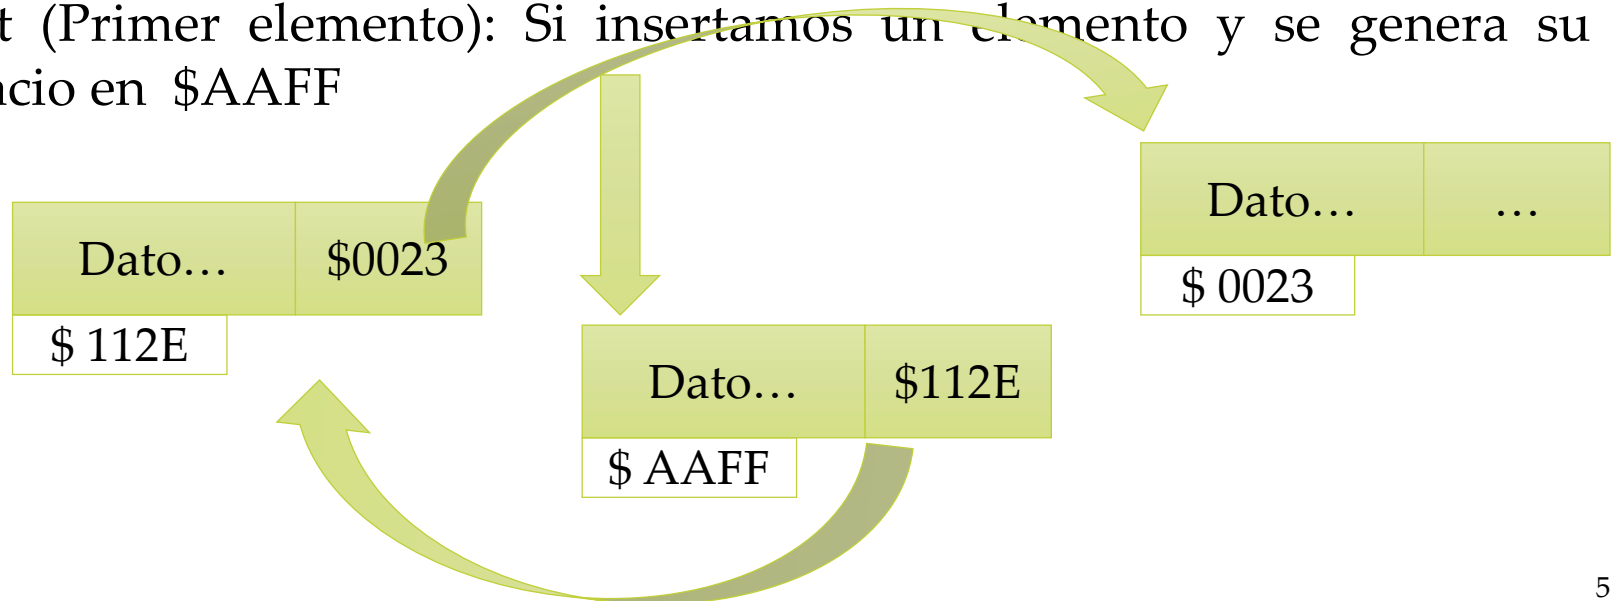 t (Primer elemento): Si insertamos un elemento y se genera su
acio en $AAFF
Dato… $0023
$ 112E
Dato… $112E
$ AAFF
Dato… …
$ 0023
5